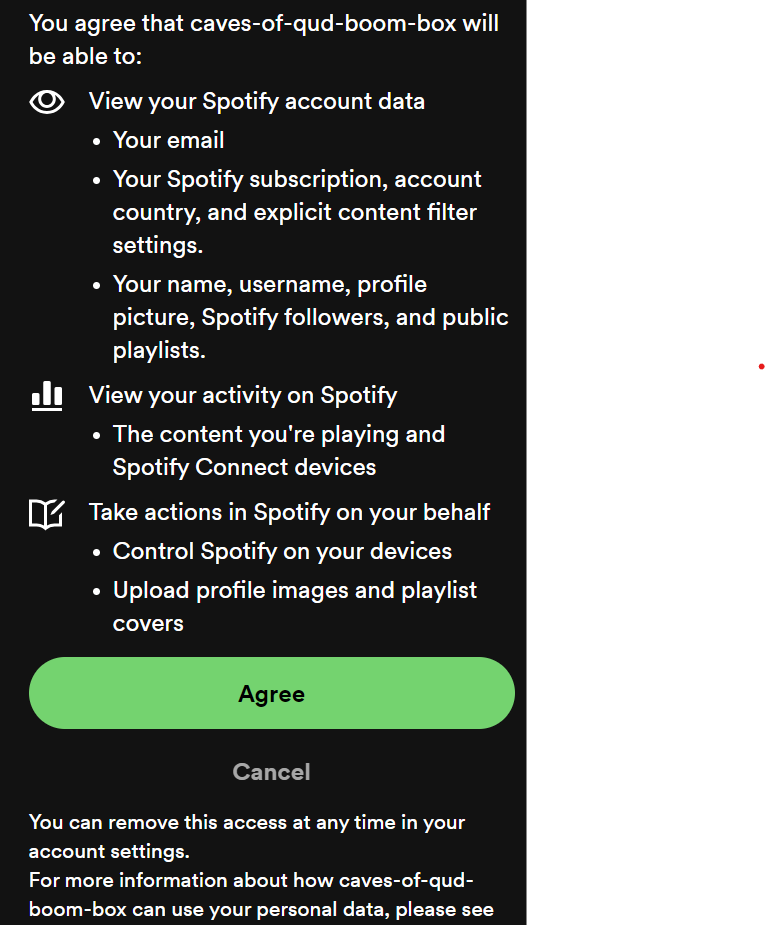 You agree that caves-of-qud-boom-box will
be able to:
View your Spotify account data
• Your email
• Your Spotify subscription, account
country, and explicit content filter
settings.
• Your name, username, profile
picture, Spotify followers, and public
playlists.
View your activity on Spotify
• The content you're playing and
Spotify Connect devices
Take actions in Spotify on your behalf
• Control Spotify on your devices
• Upload profile images and playlist
covers
Agree
Cancel
You can remove this access at any time in your
account settings.
For more information about how caves-of-qud-
boom-box can use your personal data, please see